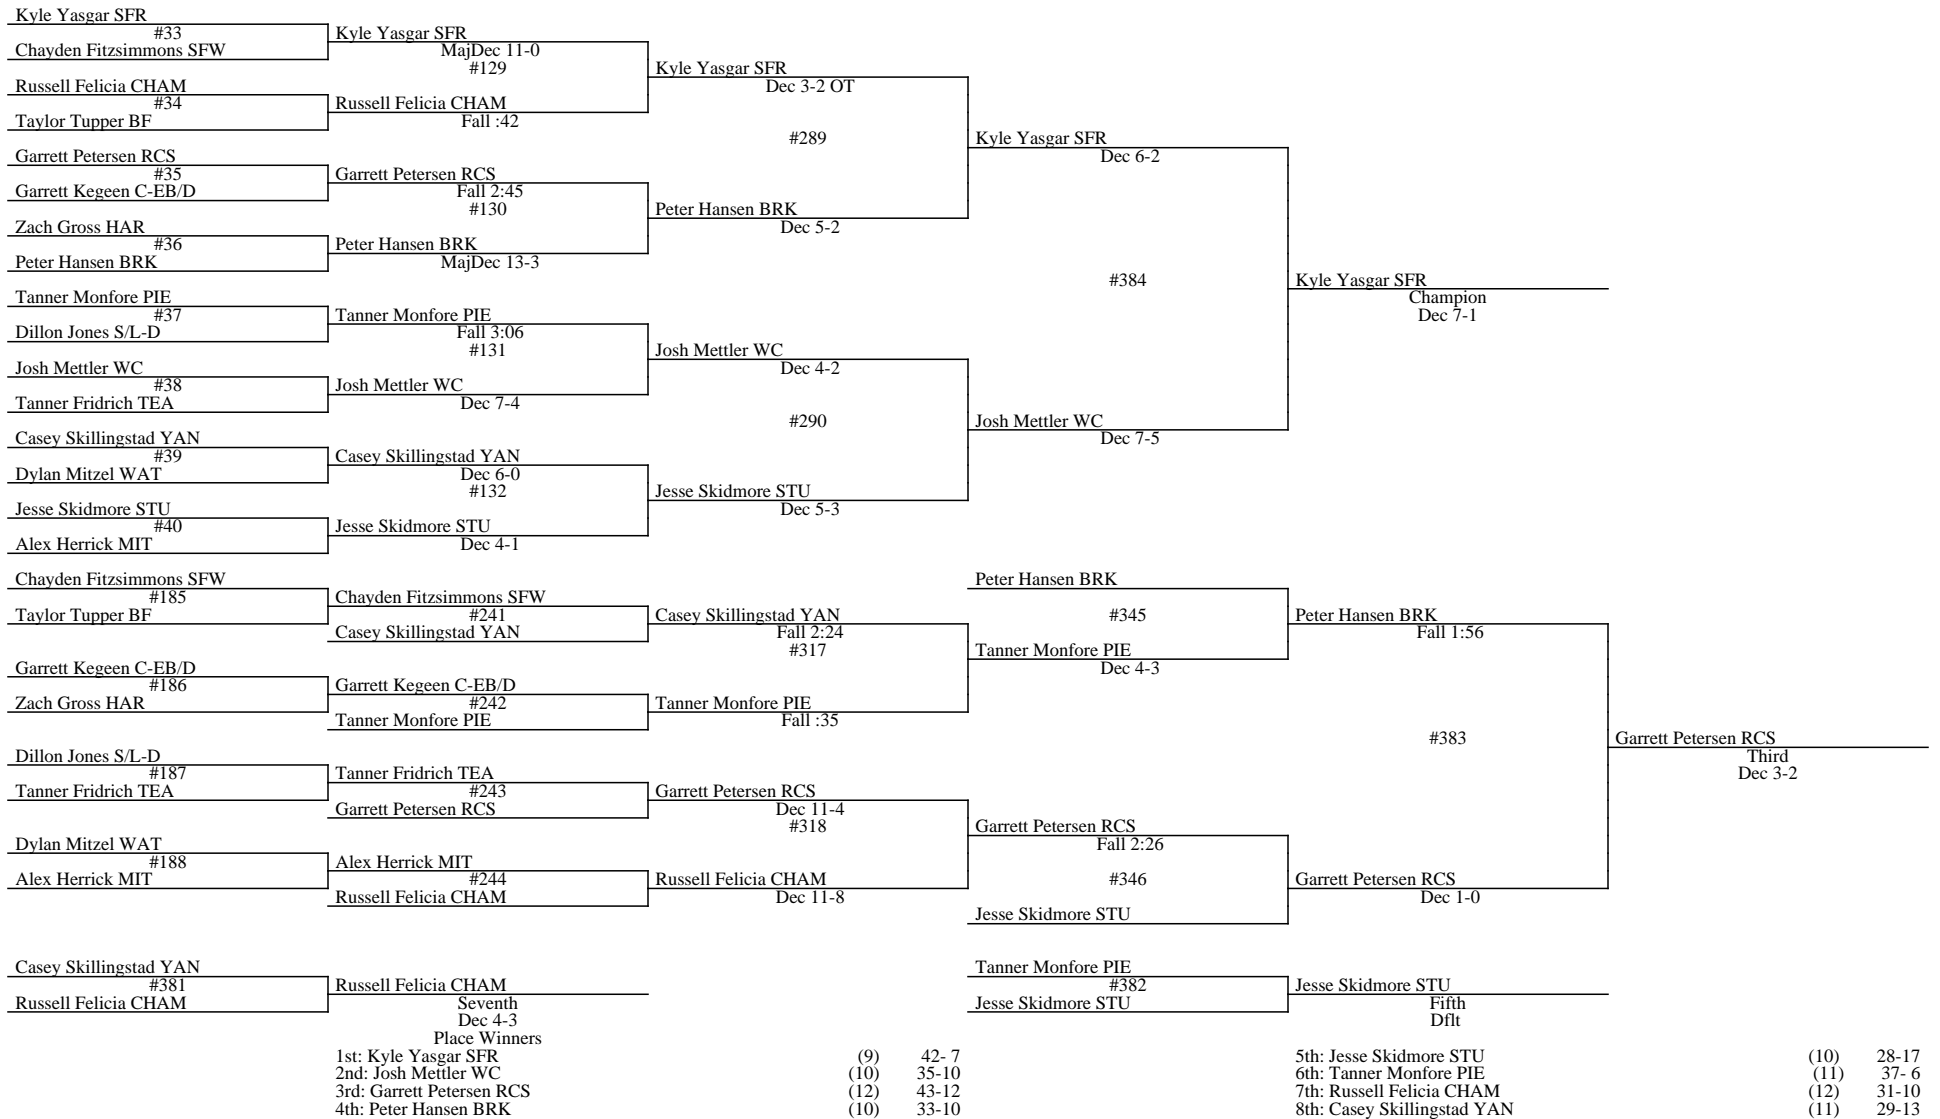 Kyle Yasgar SFR
#33
Chayden Fitzsimmons SFW
Russell Felicia CHAM
#34
Taylor Tupper BF
Garrett Petersen RCS
#35
Garrett Kegeen C-EB/D
Zach Gross HAR
#36
Peter Hansen BRK
Tanner Monfore PIE
#37
Dillon Jones S/L-D
Josh Mettler WC
#38
Tanner Fridrich TEA
Casey Skillingstad YAN
#39
Dylan Mitzel WAT
Jesse Skidmore STU
#40
Alex Herrick MIT
Kyle Yasgar SFR
MajDec 11-0
#129
Russell Felicia CHAM
Fall :42
Garrett Petersen RCS
Fall 2:45
#130
Peter Hansen BRK
MajDec 13-3
Tanner Monfore PIE
Fall 3:06
#131
Josh Mettler WC
Dec 7-4
Casey Skillingstad YAN
Dec 6-0
#132
Jesse Skidmore STU
Dec 4-1
Kyle Yasgar SFR
Dec 3-2 OT
#289
Peter Hansen BRK
Dec 5-2
Josh Mettler WC
Dec 4-2
#290
Jesse Skidmore STU
Dec 5-3
Kyle Yasgar SFR
Dec 6-2
#384
Josh Mettler WC
Dec 7-5
Kyle Yasgar SFR
Champion
Dec 7-1
Chayden Fitzsimmons SFW
#185
Taylor Tupper BF
Garrett Kegeen C-EB/D
#186
Zach Gross HAR
Dillon Jones S/L-D
#187
Tanner Fridrich TEA
Dylan Mitzel WAT
#188
Alex Herrick MIT
Chayden Fitzsimmons SFW
#241
Casey Skillingstad YAN
Garrett Kegeen C-EB/D
#242
Tanner Monfore PIE
Tanner Fridrich TEA
#243
Garrett Petersen RCS
Alex Herrick MIT
#244
Russell Felicia CHAM
Casey Skillingstad YAN
Fall 2:24
#317
Tanner Monfore PIE
Fall :35
Garrett Petersen RCS
Dec 11-4
#318
Russell Felicia CHAM
Dec 11-8
Peter Hansen BRK
#345
Tanner Monfore PIE
Dec 4-3
Garrett Petersen RCS
Fall 2:26
#346
Jesse Skidmore STU
Peter Hansen BRK
Fall 1:56
#383
Garrett Petersen RCS
Dec 1-0
Garrett Petersen RCS
Third
Dec 3-2
Casey Skillingstad YAN
#381
Russell Felicia CHAM
Russell Felicia CHAM
Seventh
Dec 4-3
Tanner Monfore PIE
#382
Jesse Skidmore STU
Jesse Skidmore STU
Fifth
Dflt
Place Winners
1st: Kyle Yasgar SFR (9) 42- 7
2nd: Josh Mettler WC (10) 35-10
3rd: Garrett Petersen RCS (12) 43-12
4th: Peter Hansen BRK (10) 33-10
5th: Jesse Skidmore STU (10) 28-17
6th: Tanner Monfore PIE (11) 37- 6
7th: Russell Felicia CHAM (12) 31-10
8th: Casey Skillingstad YAN (11) 29-13